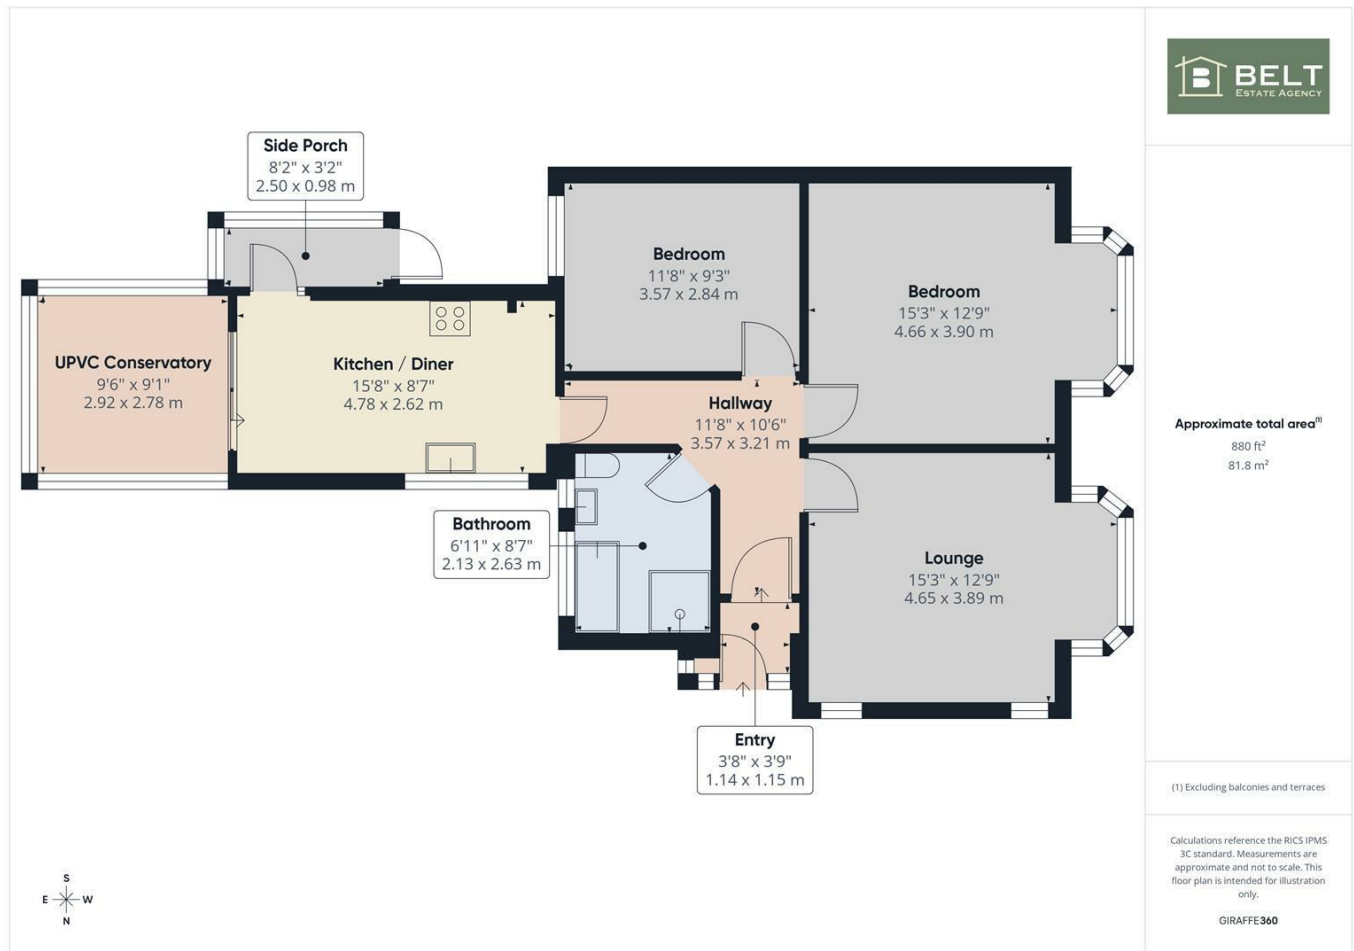 B BELT
ESTATE AGENCY
Side Porch
8'2" x 3'2"
2.50 x 0.98 m
Bedroom
11'8" x 9'3"
3.57 x 2.84 m
Bedroom
15'3" x 12'9"
4.66 x 3.90 m
UPVC Conservatory
9'6" x 9'1"
2.92 x 2.78 m
Kitchen / Diner
15'8" x 8'7"
4.78 x 2.62 m
Hallway
11'8" x 10'6"
3.57 x 3.21 m
Bathroom
6'11" x 8'7"
2.13 x 2.63 m
Lounge
15'3" x 12'9"
4.65 x 3.89 m
Entry
3'8" x 3'9"
1.14 x 1.15 m
S
E W
N
Approximate total area(1)
880 ft²
81.8 m²
(1) Excluding balconies and terraces
Calculations reference the RICS IPMS
3C standard. Measurements are
approximate and not to scale. This
floor plan is intended for illustration
only.
GIRAFFE360